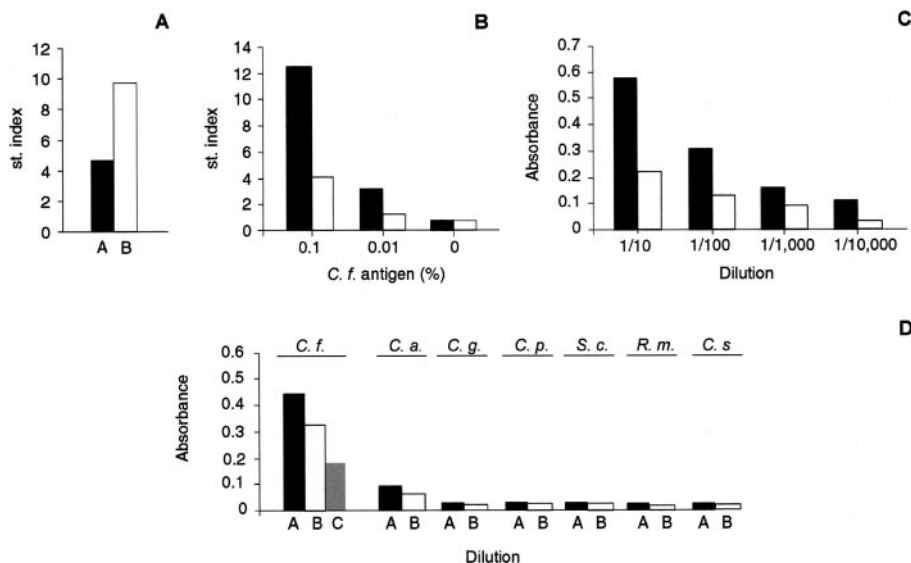 A
12
10
8
6
4
2
0
st. index
A B
B
14
12
10
8
6
4
2
0
st. index
0.1 0.01 0
C. f. antigen (%)
C
0.7
0.6
0.5
0.4
0.3
0.2
0.1
0
Absorbance
1/10 1/100 1/1,000 1/10,000
Dilution
D
C. f. C. a. C. g. C. p. S. c. R. m. C. s
0.6
0.5
0.4
0.3
0.2
0.1
0
Absorbance
A B C A B A B A B A B A B A B
Dilution